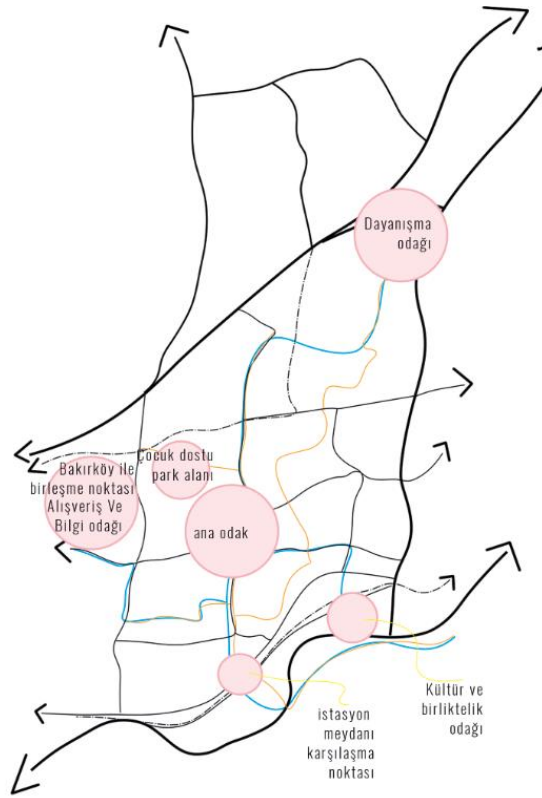 Dayanışma
odağı
Çocuk dostu
park alanı
Bakırköy ile
birleşme noktası
Alışveriş Ve
Bilgi odağı
ana odak
Kültür ve
birliktelik
odağı
istasyon
meydanı
karşılaşma
noktası